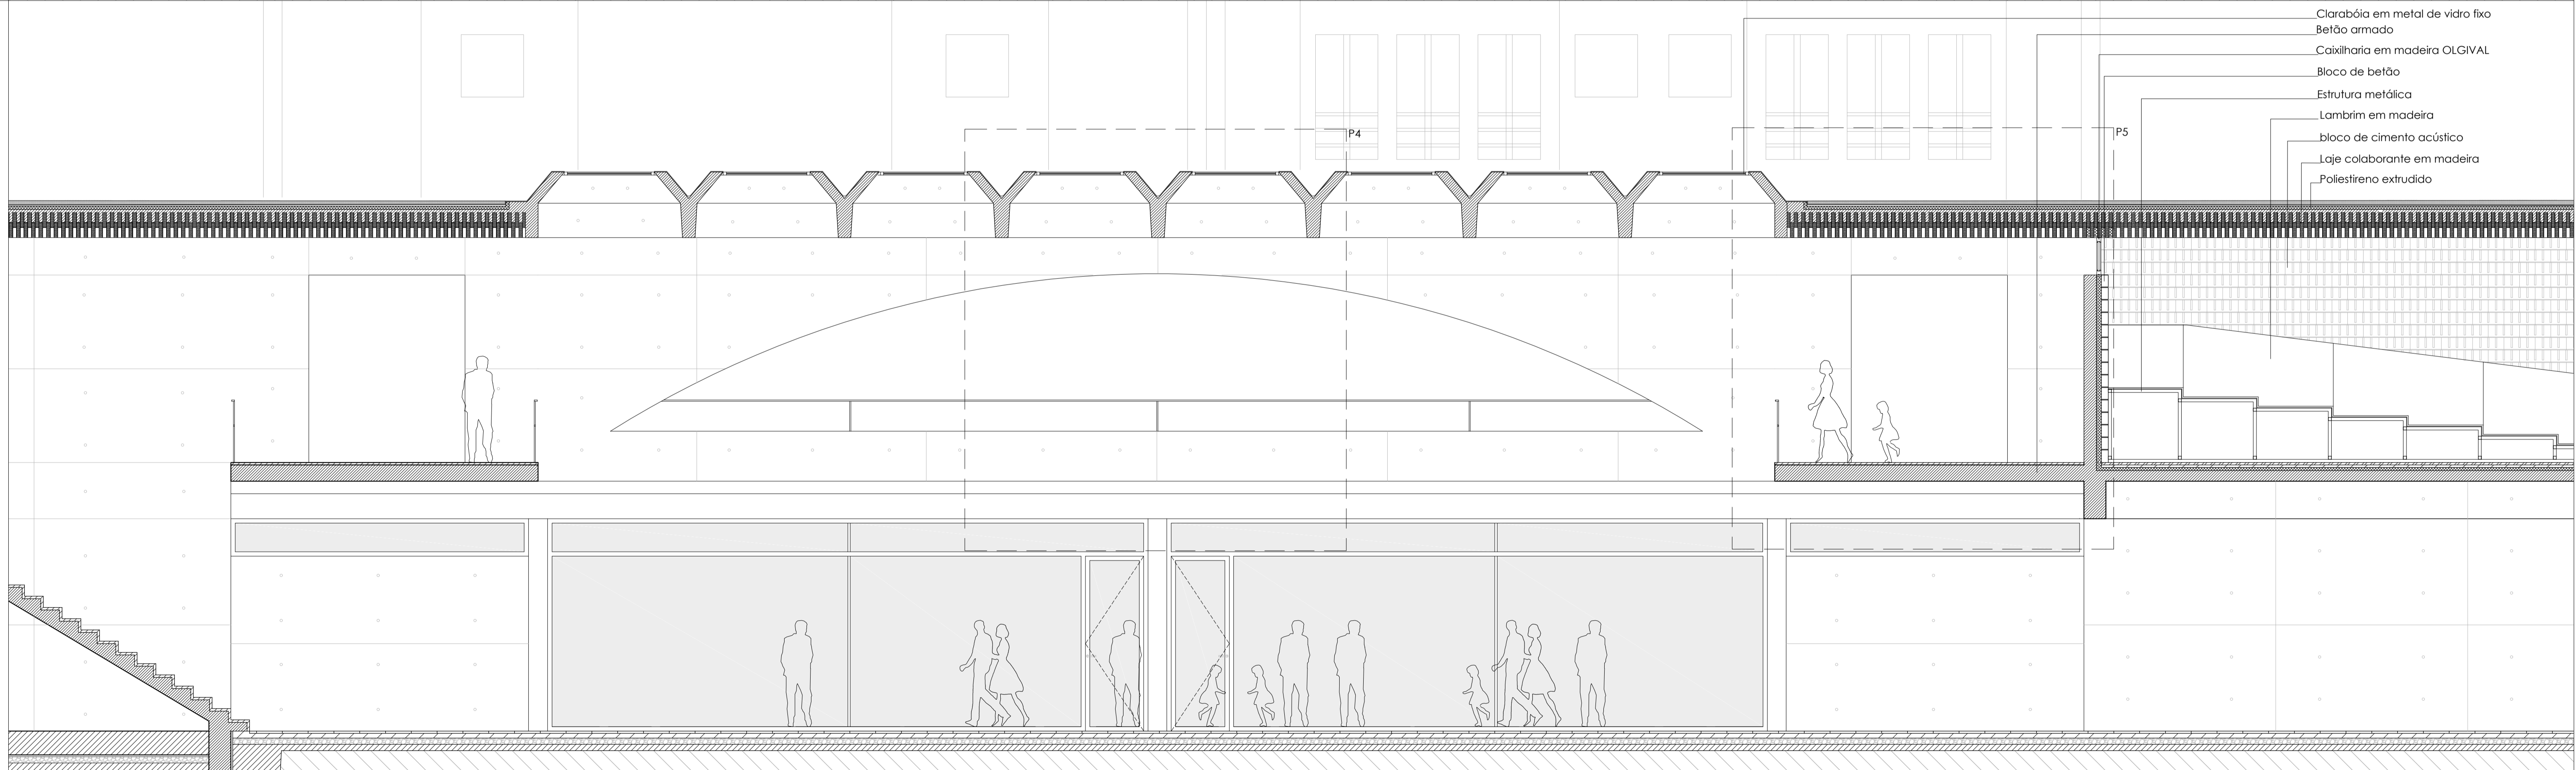 Clarabóia em metal de vidro fixo
Betão armado
Caixilharia em madeira OLGIVAL
Bloco de betão
Estrutura metálica
Lambrim em madeira
bloco de cimento acústico
Laje colaborante em madeira
Poliestireno extrudido
P4
P5